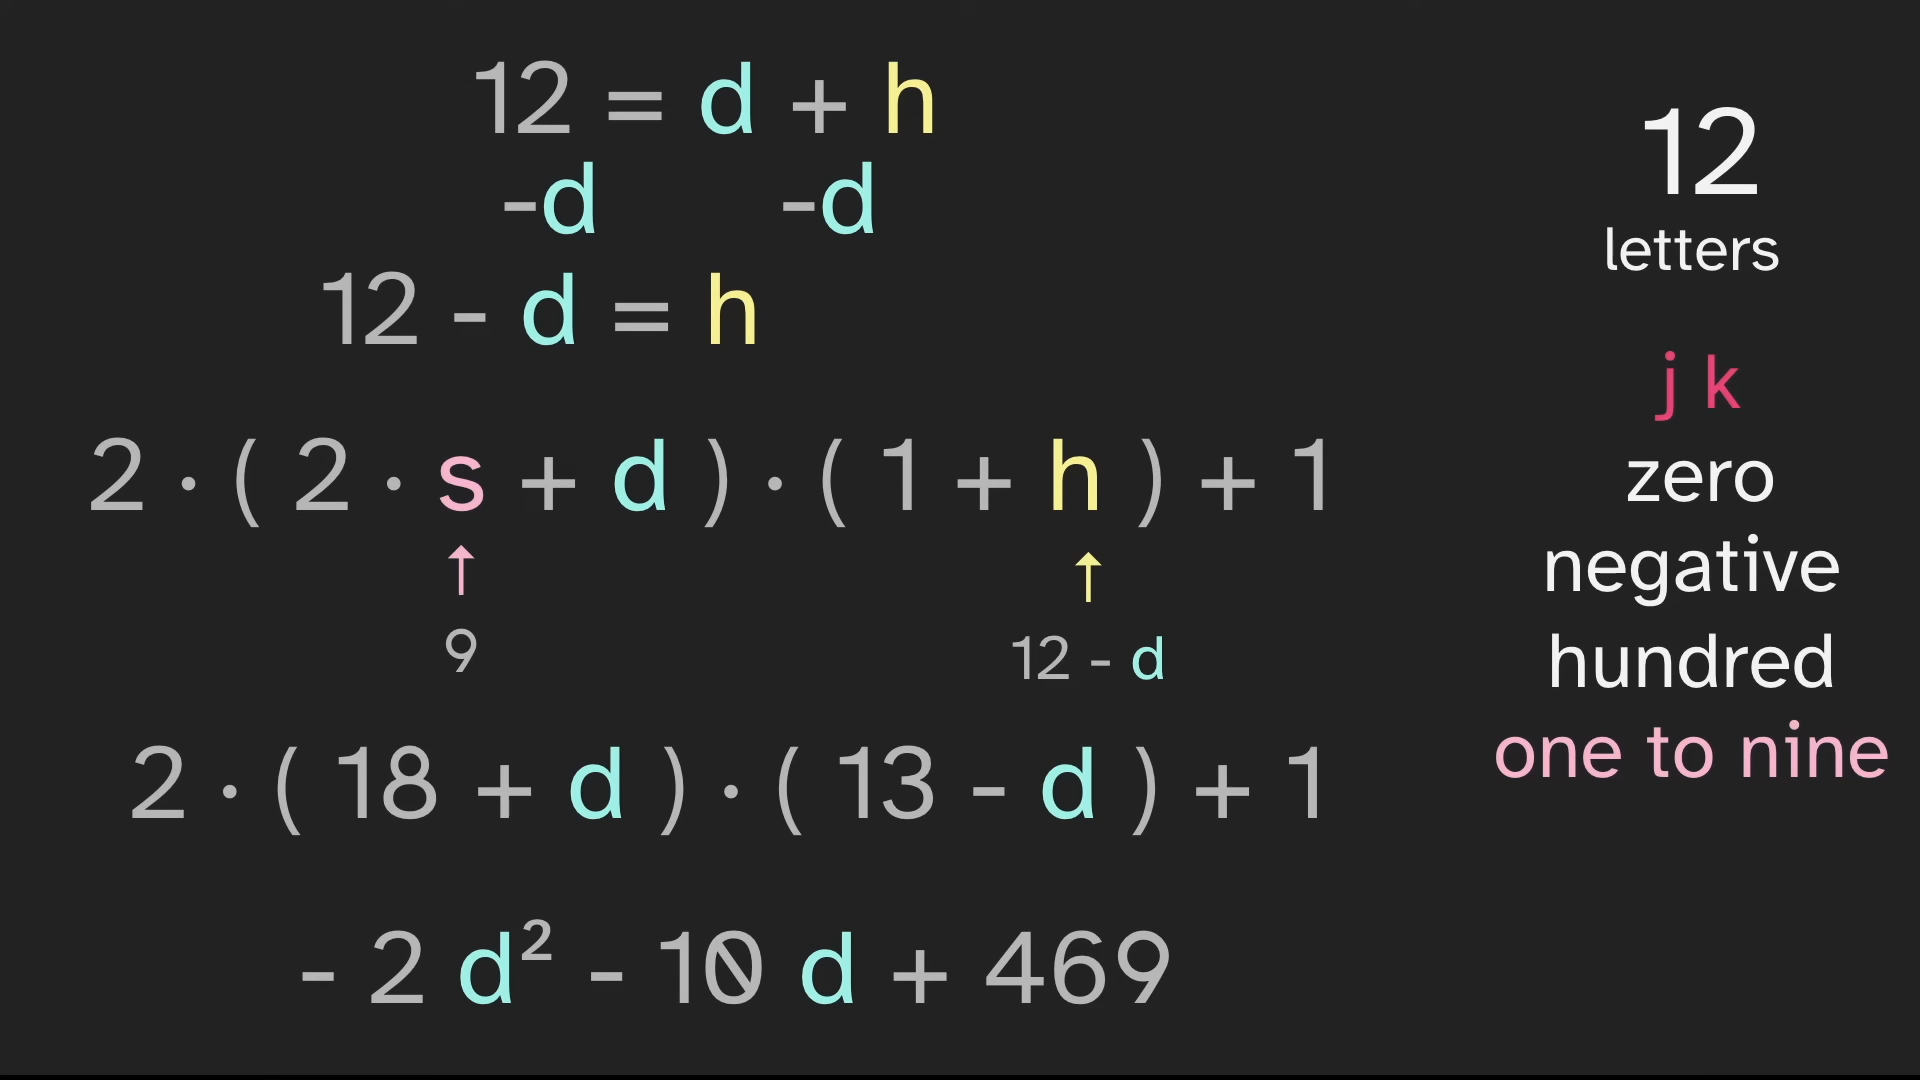 12 = d + h
-d -d
12 - d = h
2 · ( 2 · s + d ) · ( 1 + h ) + 1
↑ ↑
9 12 - d
2 · ( 18 + d ) · ( 13 - d ) + 1
- 2 d² - 10 d + 469
12
letters
j k
zero
negative
hundred
one to nine